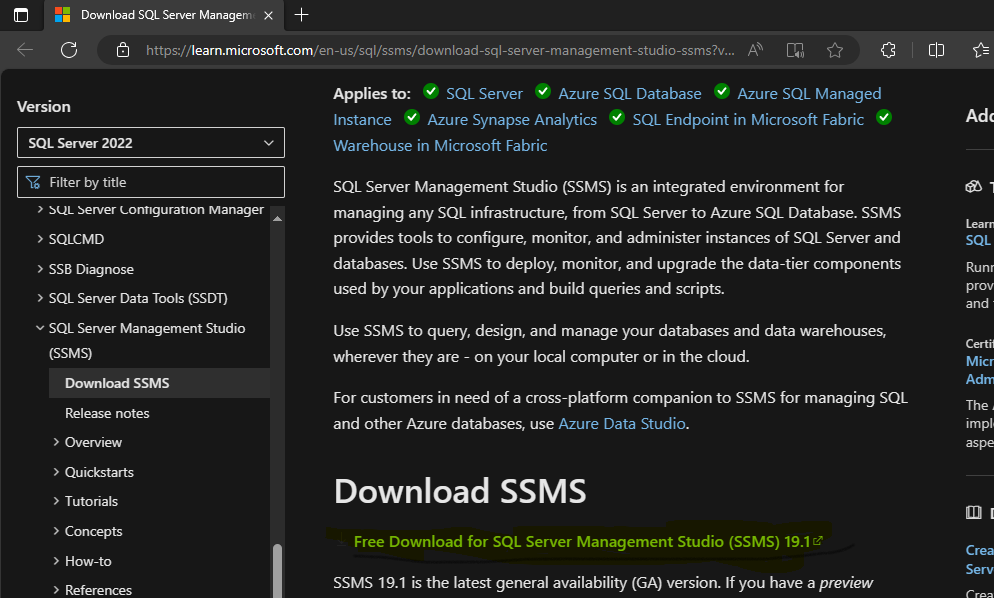 Download SQL Server Managem
https://learn.microsoft.com/en-us/sql/ssms/download-sql-server-management-studio-ssms?v...
Version
SQL Server 2022
Filter by title
SQL Server Configuration Manager
SQLCMD
SSB Diagnose
SQL Server Data Tools (SSDT)
SQL Server Management Studio
(SSMS)
Download SSMS
Release notes
Overview
Quickstarts
Tutorials
Concepts
How-to
References
Applies to: SQL Server Azure SQL Database Azure SQL Managed
Instance Azure Synapse Analytics SQL Endpoint in Microsoft Fabric
Warehouse in Microsoft Fabric
SQL Server Management Studio (SSMS) is an integrated environment for
managing any SQL infrastructure, from SQL Server to Azure SQL Database. SSMS
provides tools to configure, monitor, and administer instances of SQL Server and
databases. Use SSMS to deploy, monitor, and upgrade the data-tier components
used by your applications and build queries and scripts.
Use SSMS to query, design, and manage your databases and data warehouses,
wherever they are - on your local computer or in the cloud.
For customers in need of a cross-platform companion to SSMS for managing SQL
and other Azure databases, use Azure Data Studio.
Download SSMS
Free Download for SQL Server Management Studio (SSMS) 19.1
SSMS 19.1 is the latest general availability (GA) version. If you have a preview
Add
Learn
SQL
Runn
prov
and
Certif
Micr
Adm
The A
imple
aspe
Crea
Serv